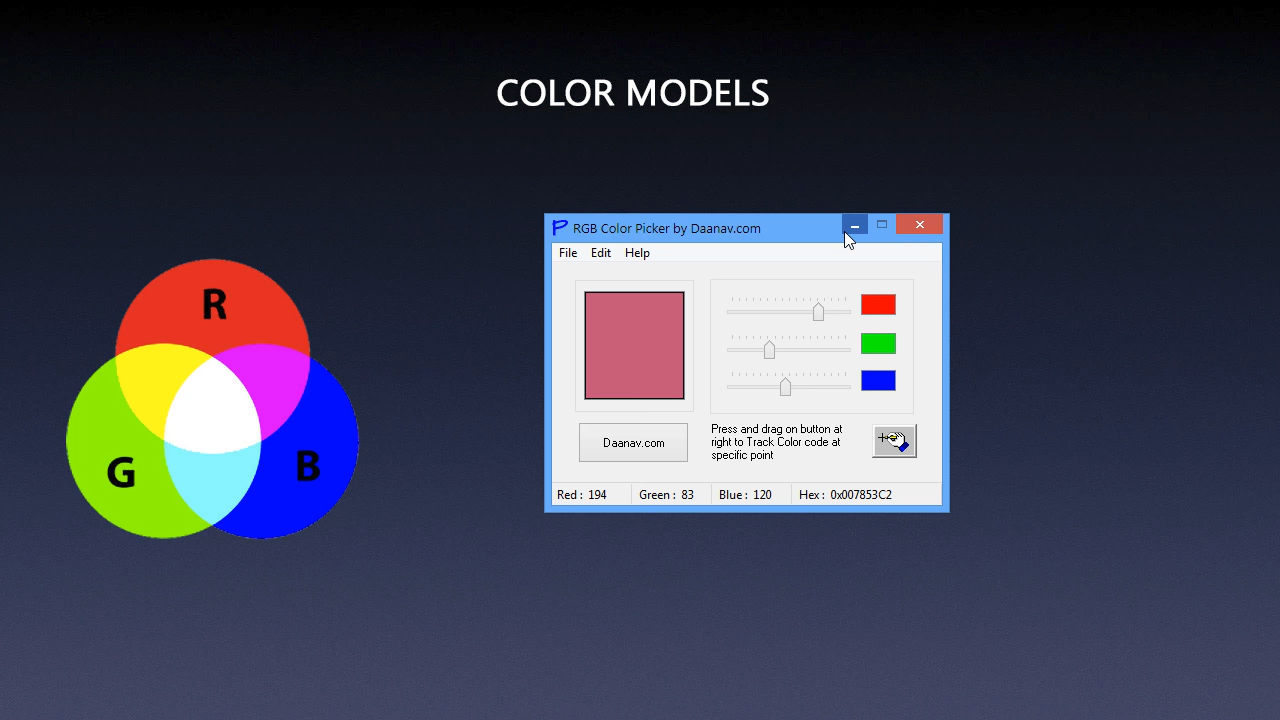 COLOR MODELS
RGB Color Picker by Daanav.com
File Edit Help
R
G
B
Daanav.com
Press and drag on button at
right to Track Color code at
specific point
Red : 194 Green : 83 Blue : 120 Hex : 0x007853C2